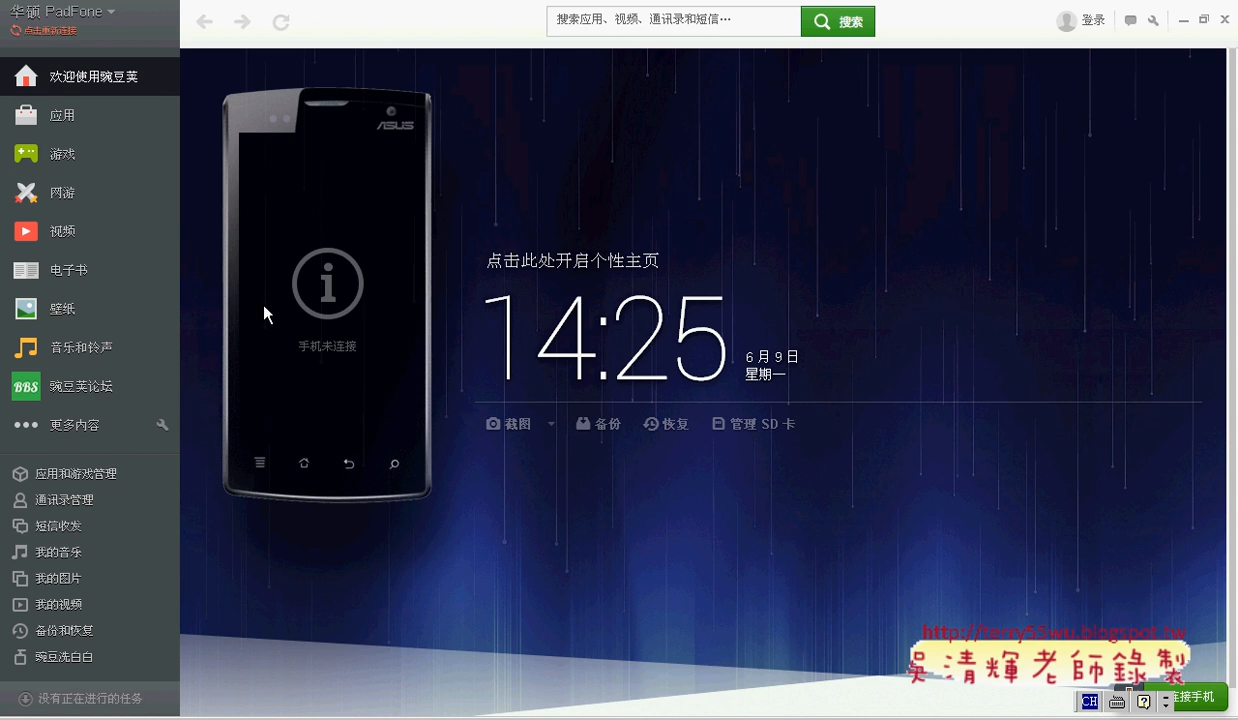 华硕 PadFone
点击重新连接
搜索应用、视频、通讯录和短信…
搜索
登录
欢迎使用豌豆荚
应用
游戏
网游
视频
电子书
壁纸
音乐和铃声
BBS 豌豆荚论坛
更多内容
应用和游戏管理
通讯录管理
短信收发
我的音乐
我的图片
我的视频
备份和恢复
豌豆洗白白
没有正在进行的任务
ASUS
手机未连接
点击此处开启个性主页
14:25
6 月 9 日
星期一
截图
备份
恢复
管理 SD 卡
http://terry55wu.blogspot.tw
吳清輝老師錄製
CH
连接手机